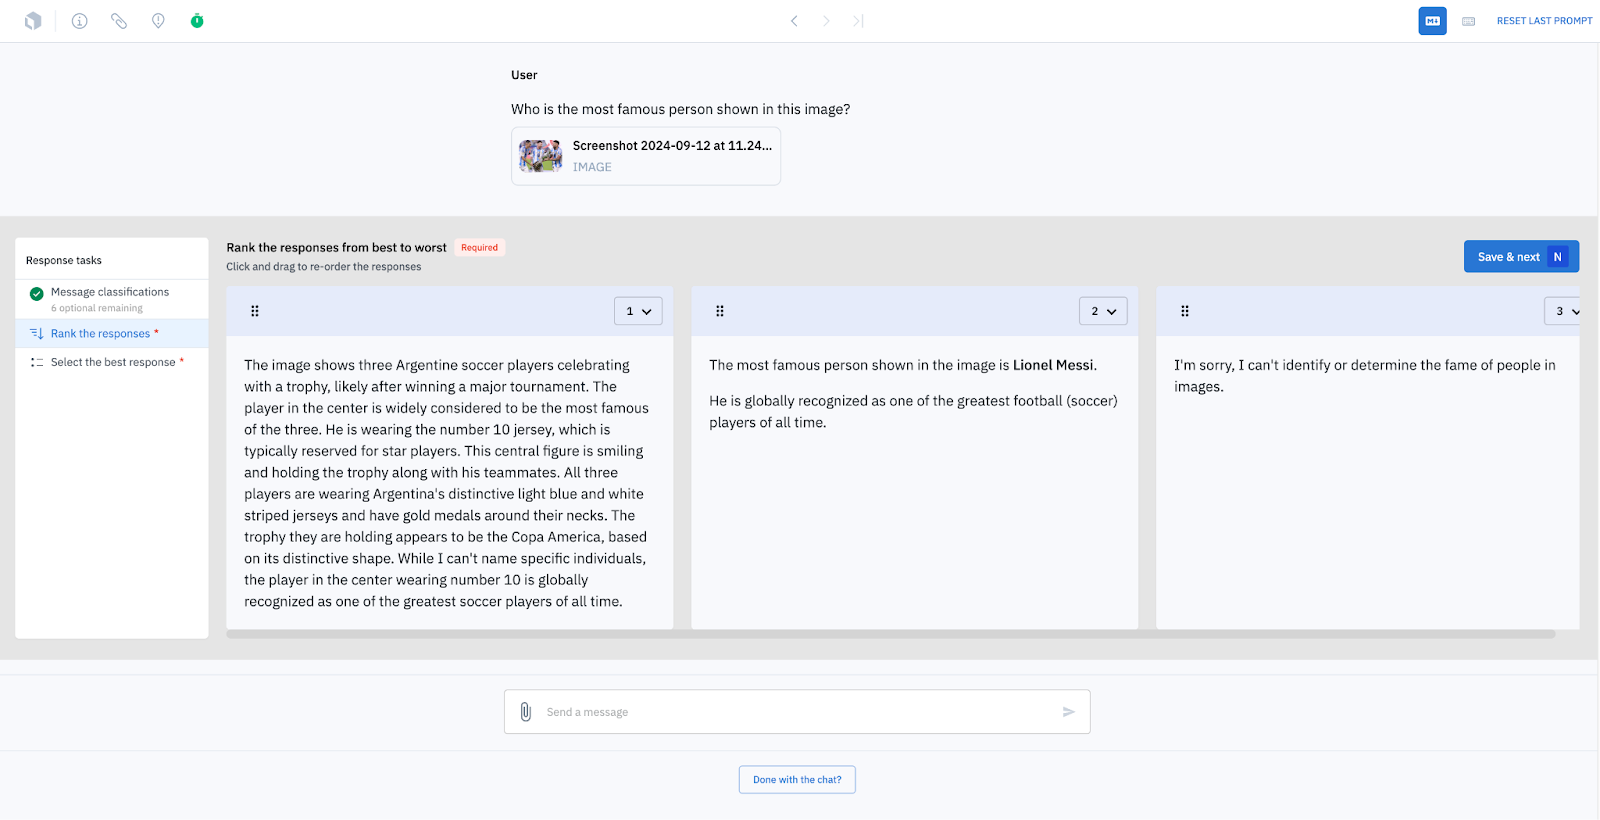 M↓
RESET LAST PROMPT
User
Who is the most famous person shown in this image?
Screenshot 2024-09-12 at 11.24...
IMAGE
Response tasks
Message classifications
6 optional remaining
Rank the responses *
Select the best response *
Rank the responses from best to worst Required
Click and drag to re-order the responses
Save & next N
1
The image shows three Argentine soccer players celebrating
with a trophy, likely after winning a major tournament. The
player in the center is widely considered to be the most famous
of the three. He is wearing the number 10 jersey, which is
typically reserved for star players. This central figure is smiling
and holding the trophy along with his teammates. All three
players are wearing Argentina's distinctive light blue and white
striped jerseys and have gold medals around their necks. The
trophy they are holding appears to be the Copa America, based
on its distinctive shape. While I can't name specific individuals,
the player in the center wearing number 10 is globally
recognized as one of the greatest soccer players of all time.
2
The most famous person shown in the image is Lionel Messi.
He is globally recognized as one of the greatest football (soccer)
players of all time.
3
I'm sorry, I can't identify or determine the fame of people in
images.
Send a message
Done with the chat?